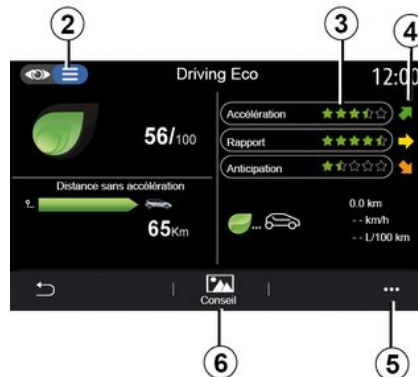 2
3
4
Driving Eco
12:00
Accélération
56/100
Rapport
Anticipation
Distance sans accélération
65Km
0.0 km
-- km/h
-- L/100 km
Conseil
6
5